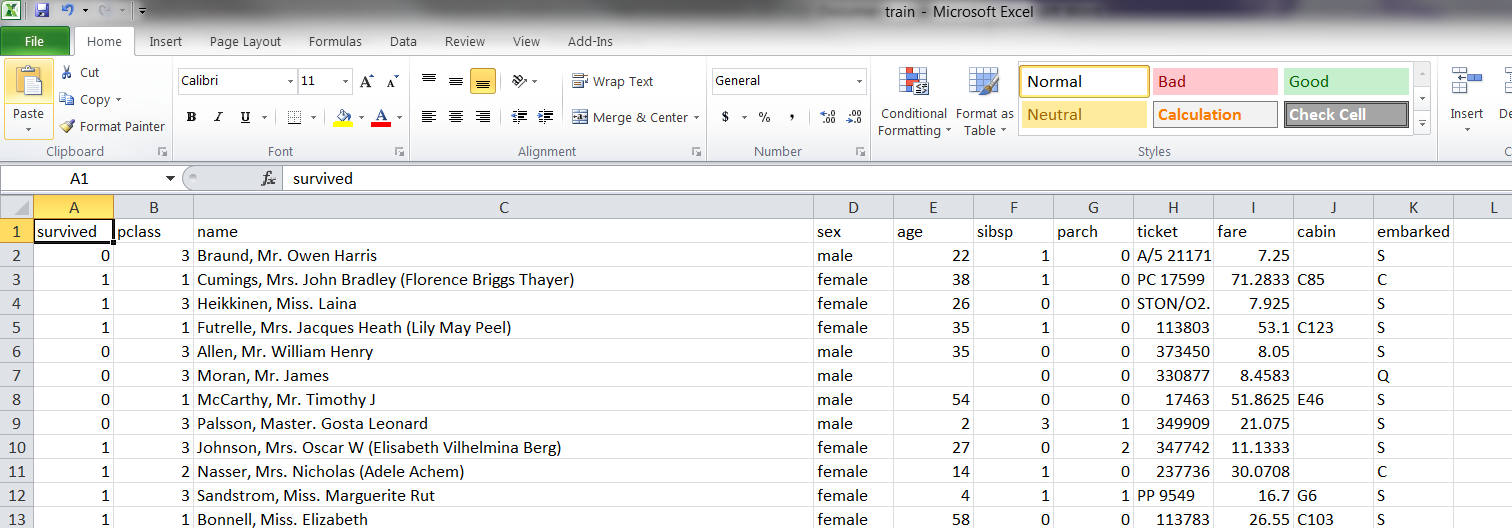 train - Microsoft Excel
File Home Insert Page Layout Formulas Data Review View Add-Ins
Paste Cut Copy Format Painter Clipboard
Calibri 11 A A B I U A Font
Wrap Text Merge & Center Alignment
General $ % , .00 .0 Number
Conditional Formatting Format as Table
Normal Bad Good
Neutral Calculation Check Cell
Styles
Insert
A1 fx survived
A B C D E F G H I J K L
1 survived pclass name sex age sibsp parch ticket fare cabin embarked
2 0 3 Braund, Mr. Owen Harris male 22 1 0 A/5 21171 7.25 S
3 1 1 Cumings, Mrs. John Bradley (Florence Briggs Thayer) female 38 1 0 PC 17599 71.2833 C85 C
4 1 3 Heikkinen, Miss. Laina female 26 0 0 STON/O2. 7.925 S
5 1 1 Futrelle, Mrs. Jacques Heath (Lily May Peel) female 35 1 0 113803 53.1 C123 S
6 0 3 Allen, Mr. William Henry male 35 0 0 373450 8.05 S
7 0 3 Moran, Mr. James male 0 0 330877 8.4583 Q
8 0 1 McCarthy, Mr. Timothy J male 54 0 0 17463 51.8625 E46 S
9 0 3 Palsson, Master. Gosta Leonard male 2 3 1 349909 21.075 S
10 1 3 Johnson, Mrs. Oscar W (Elisabeth Vilhelmina Berg) female 27 0 2 347742 11.1333 S
11 1 2 Nasser, Mrs. Nicholas (Adele Achem) female 14 1 0 237736 30.0708 C
12 1 3 Sandstrom, Miss. Marguerite Rut female 4 1 1 PP 9549 16.7 G6 S
13 1 1 Bonnell, Miss. Elizabeth female 58 0 0 113783 26.55 C103 S